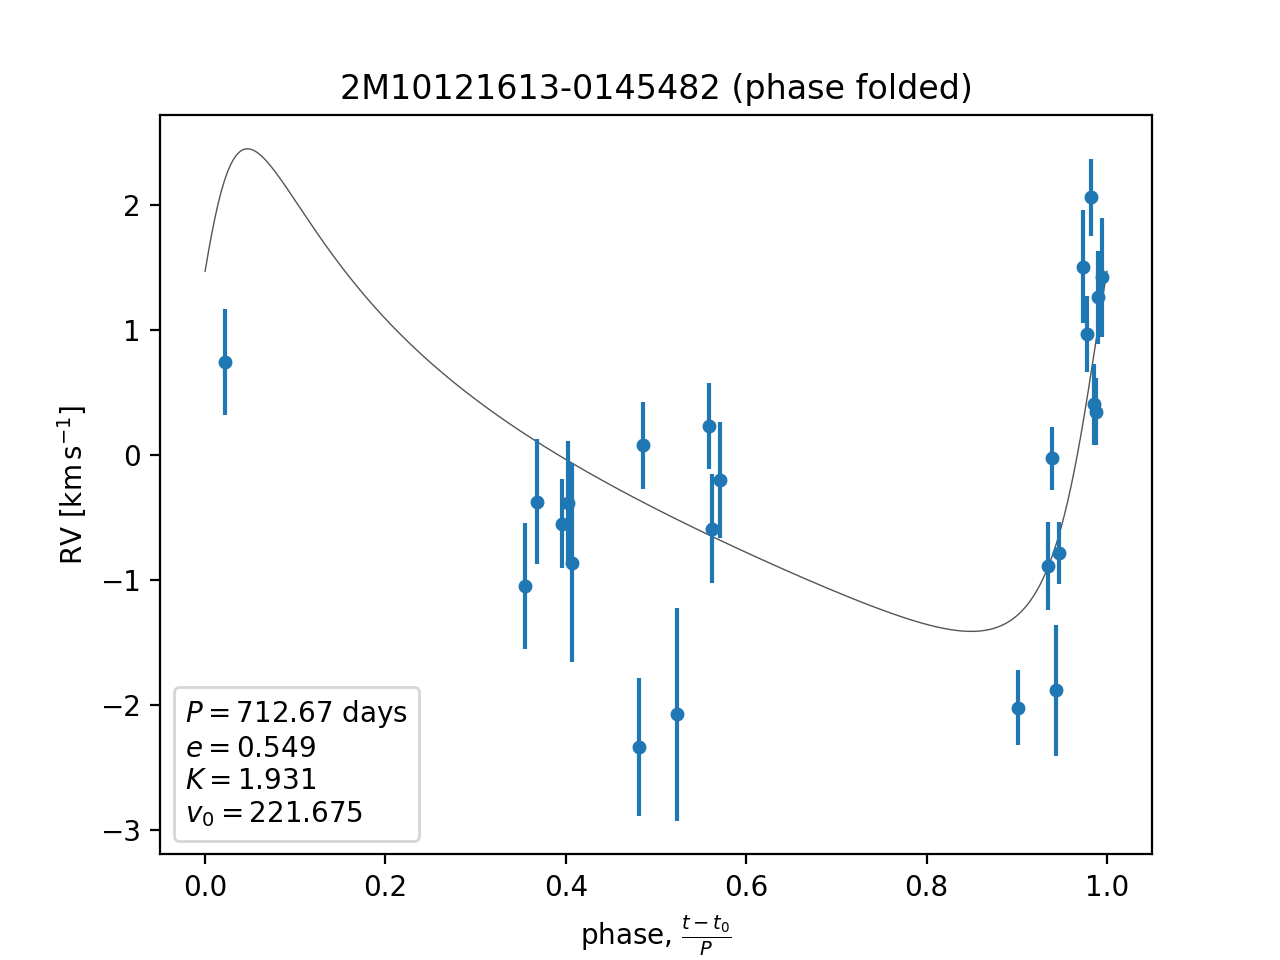 2M10121613-0145482 (phase folded)
RV [km s⁻¹]
2
1
0
−1
−2
−3
P = 712.67 days
e = 0.549
K = 1.931
v₀ = 221.675
0.0 0.2 0.4 0.6 0.8 1.0
phase, (t − t₀)/P